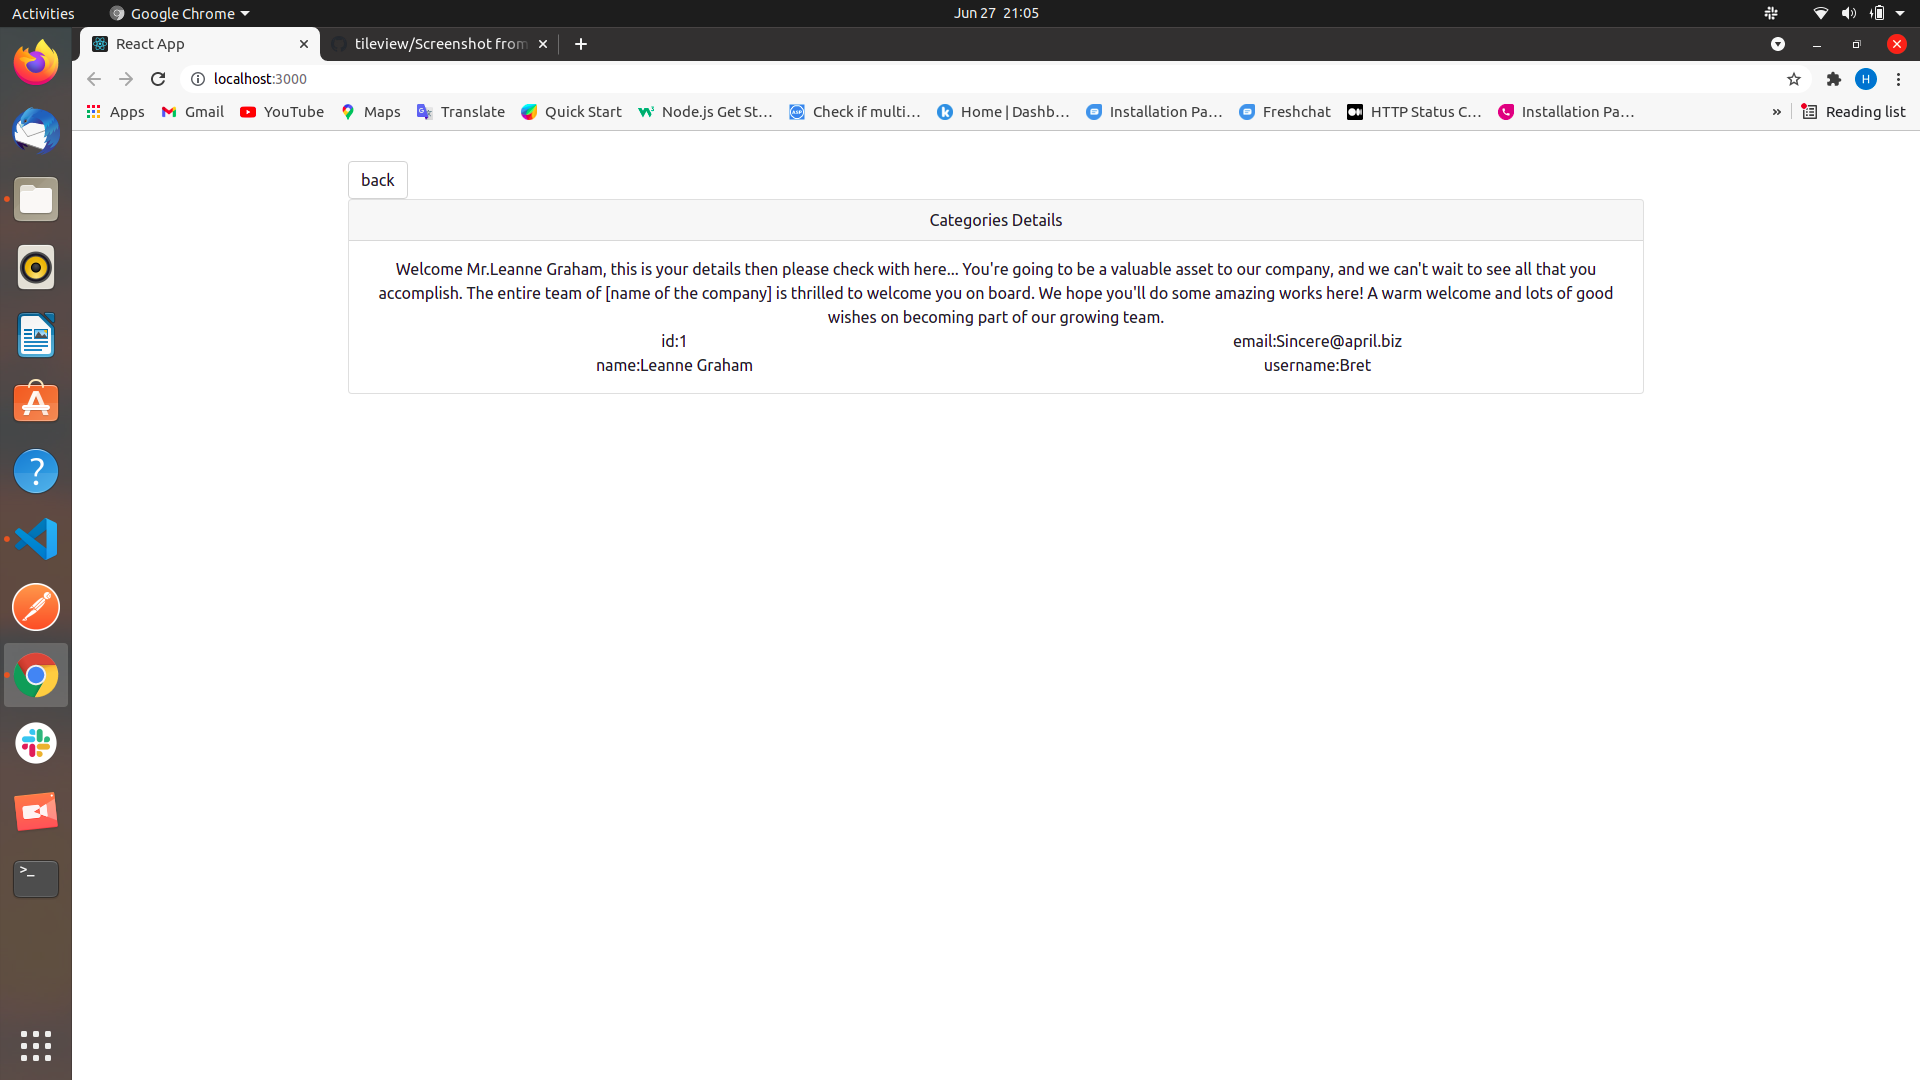 Activities Google Chrome Jun 27 21:05
React App tileview/Screenshot from
localhost:3000 H
Apps Gmail YouTube Maps Translate Quick Start Node.js Get St... ASP Check if multi... Home | Dashb... Installation Pa... Freshchat HTTP Status C... Installation Pa... » Reading list
back
Categories Details
Welcome Mr.Leanne Graham, this is your details then please check with here... You're going to be a valuable asset to our company, and we can't wait to see all that you
accomplish. The entire team of [name of the company] is thrilled to welcome you on board. We hope you'll do some amazing works here! A warm welcome and lots of good
wishes on becoming part of our growing team.
id:1 email:Sincere@april.biz
name:Leanne Graham username:Bret